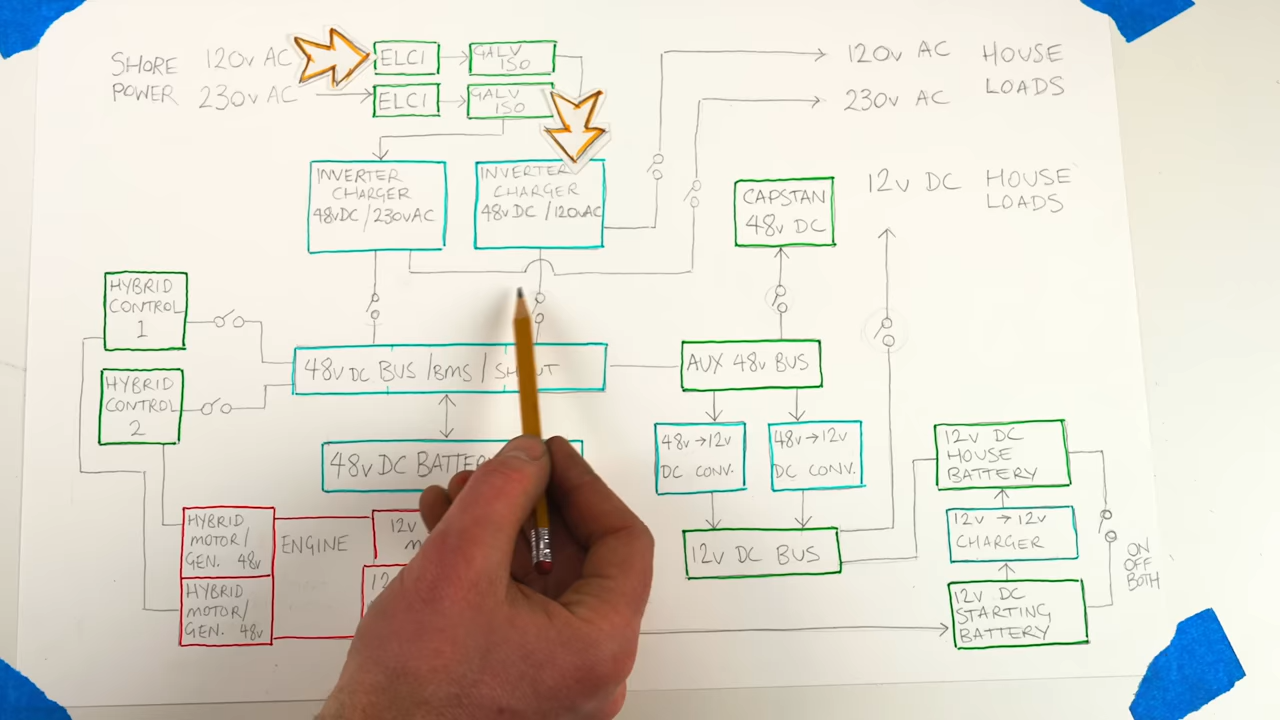 SHORE
POWER
120v AC
230v AC
ELCI
GALV
ISO
ELCI
GALV
ISO
120v AC
230v AC
HOUSE
LOADS
INVERTER
CHARGER
48vDC/230vAC
INVERTER
CHARGER
48v DC/120vAC
CAPSTAN
48v DC
12v DC
HOUSE
LOADS
HYBRID
CONTROL
1
HYBRID
CONTROL
2
48v DC BUS/BMS/
AUX 48v BUS
48v DC
48v→12v
DC CONV.
48v→12v
DC CONV.
12v DC BUS
12v DC
HOUSE
BATTERY
12v→12v
CHARGER
12v DC
STARTING
BATTERY
ON
OFF
BOTH
HYBRID
MOTOR/
GEN. 48v
HYBRID
MOTOR/
GEN. 48v
ENGINE
12v